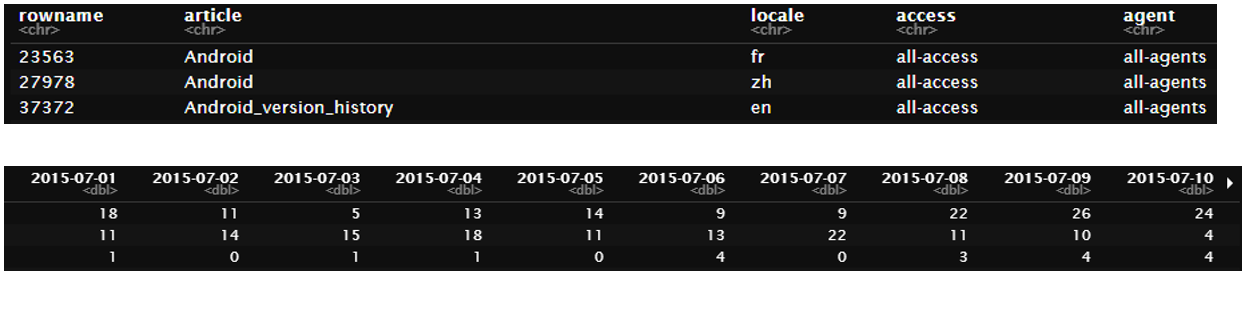 rowname article locale access agent
<chr> <chr> <chr> <chr> <chr>
23563 Android fr all-access all-agents
27978 Android zh all-access all-agents
37372 Android_version_history en all-access all-agents
2015-07-01 2015-07-02 2015-07-03 2015-07-04 2015-07-05 2015-07-06 2015-07-07 2015-07-08 2015-07-09 2015-07-10
<dbl> <dbl> <dbl> <dbl> <dbl> <dbl> <dbl> <dbl> <dbl> <dbl>
18 11 5 13 14 9 9 22 26 24
11 14 15 18 11 13 22 11 10 4
1 0 1 1 0 4 0 3 4 4